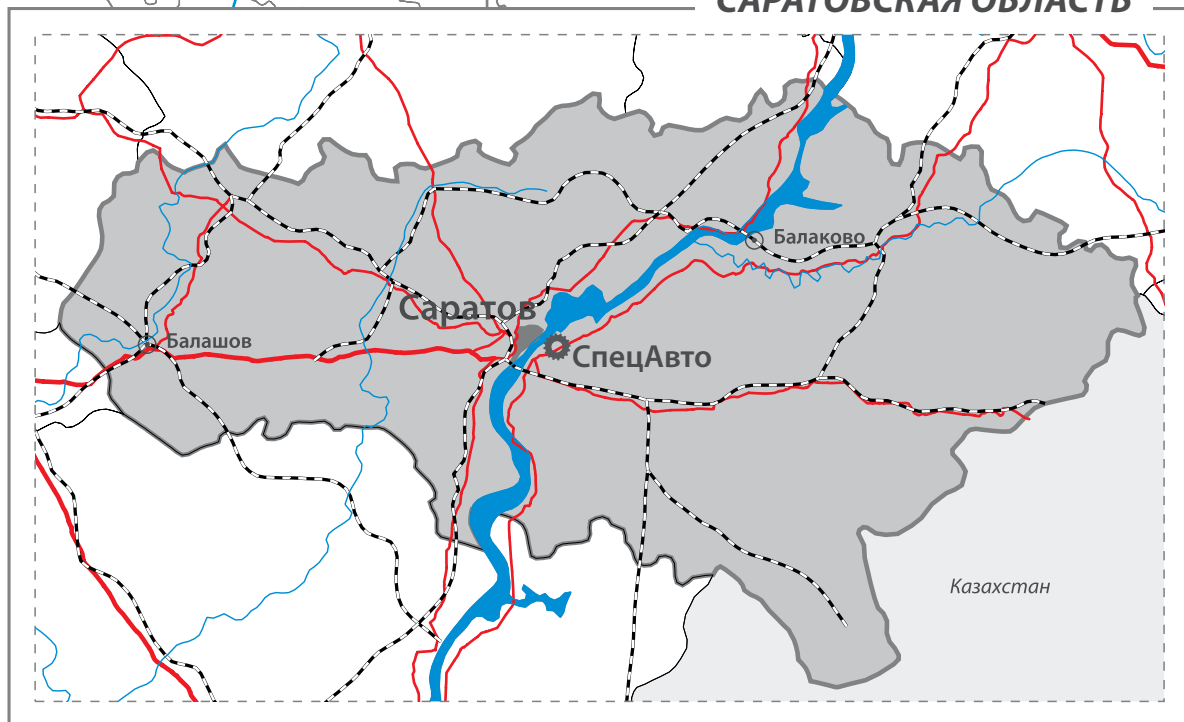 САРАТОВСКАЯ ОБЛАСТЬ
Балаково
Саратов
Балашов
СпецАвто
Казахстан